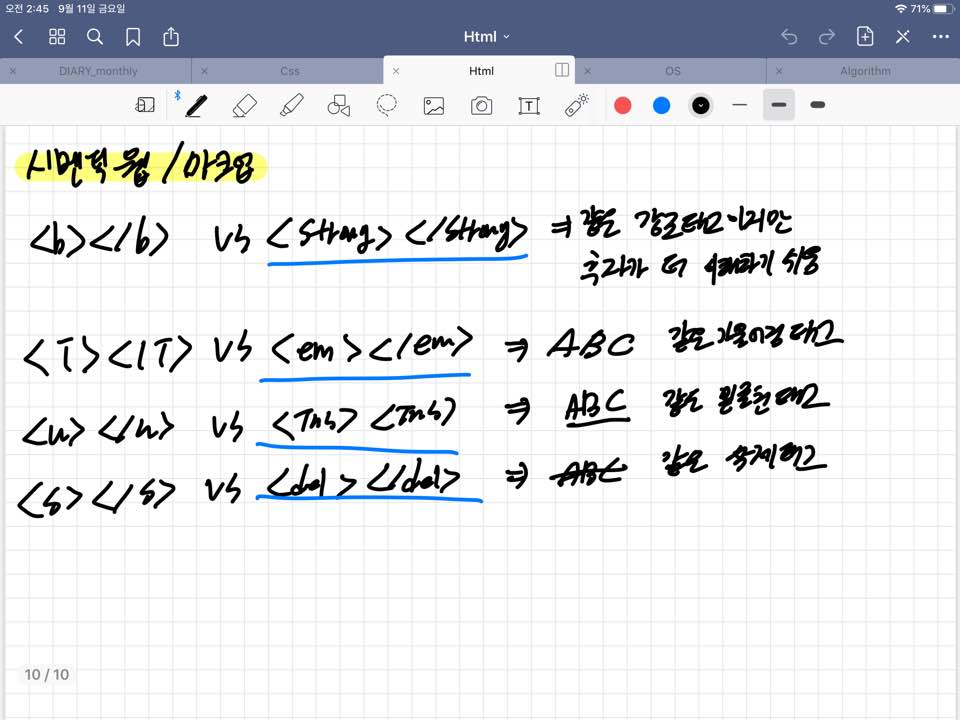 오전 2:45 9월 11일 금요일 71%
Html
DIARY_monthly Css Html OS Algorithm
시멘틱 웹 / 마크업
<b></b> vs <strong></strong> ⇒ 같은 강조태그이지만
후자가 더 이해하기 쉬움
<i></i> vs <em></em> ⇒ ABC 같은 기울어짐 태그
<u></u> vs <ins><ins> ⇒ ABC 같은 밑줄친 태그
<s></s> vs <del></del> ⇒ ABC 같은 삭제 태그
10 / 10